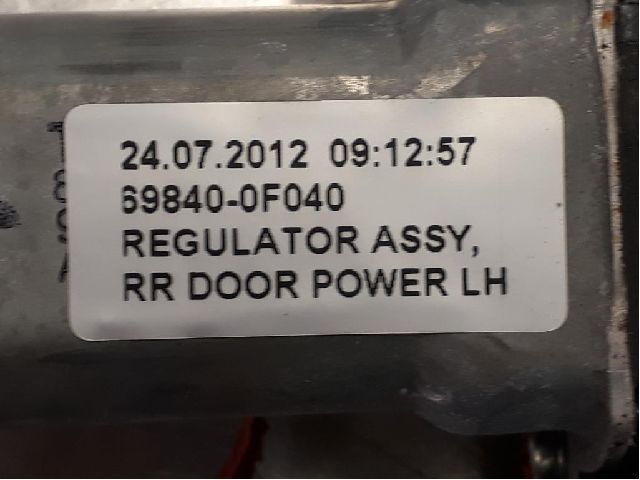 24.07.2012 09:12:57
69840-0F040
REGULATOR ASSY,
RR DOOR POWER LH